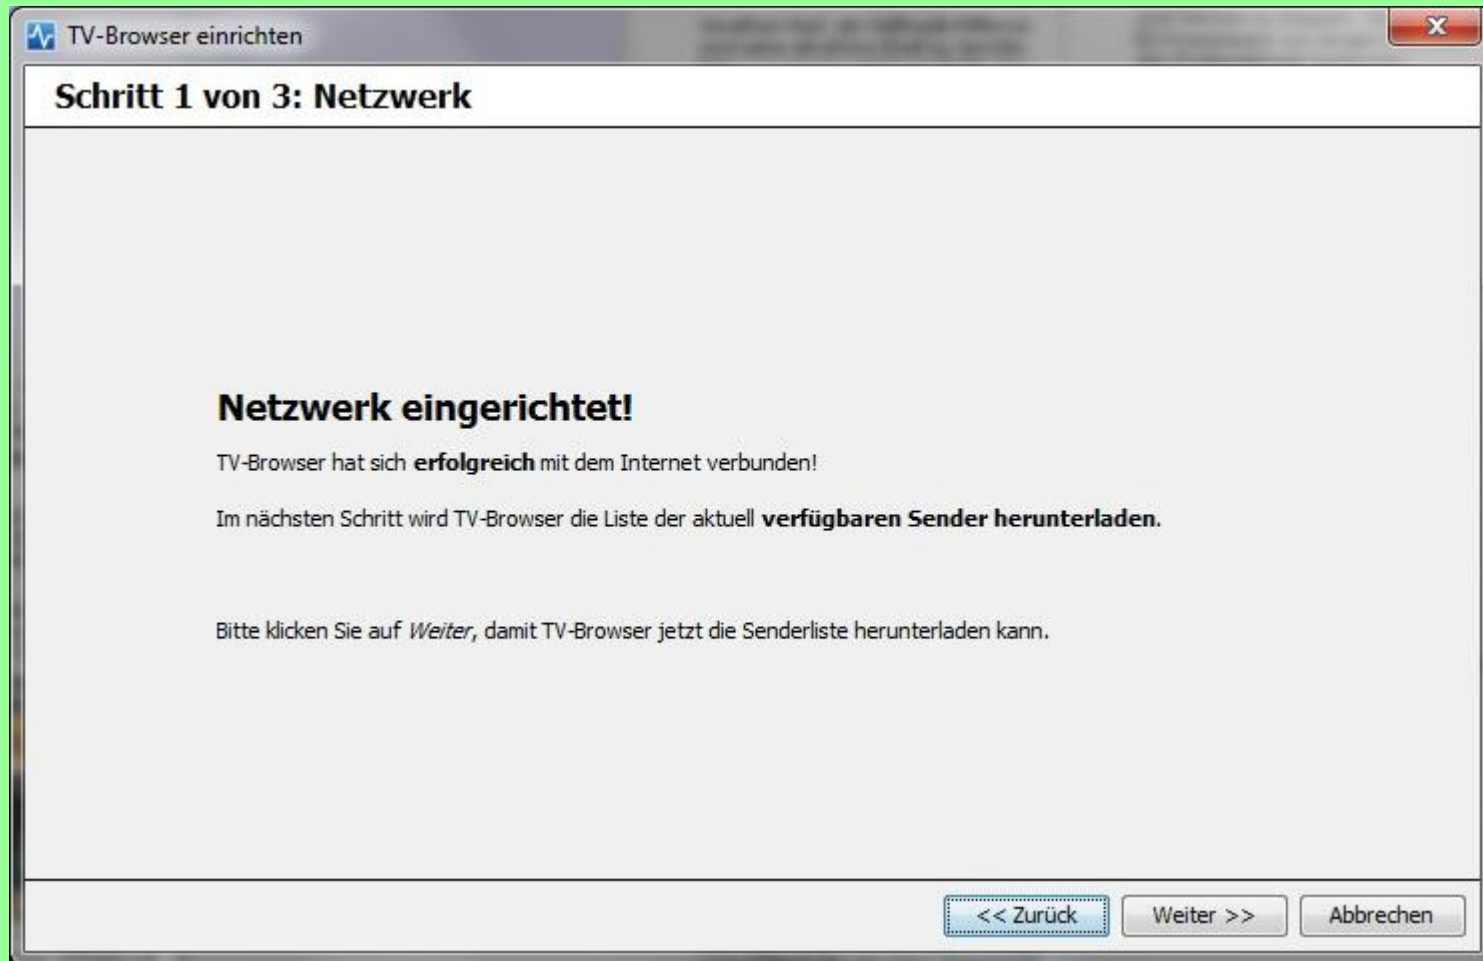 TV-Browser einrichten
Schritt 1 von 3: Netzwerk
Netzwerk eingerichtet!
TV-Browser hat sich erfolgreich mit dem Internet verbunden!
Im nächsten Schritt wird TV-Browser die Liste der aktuell verfügbaren Sender herunterladen.
Bitte klicken Sie auf Weiter, damit TV-Browser jetzt die Senderliste herunterladen kann.
<< Zurück Weiter >> Abbrechen